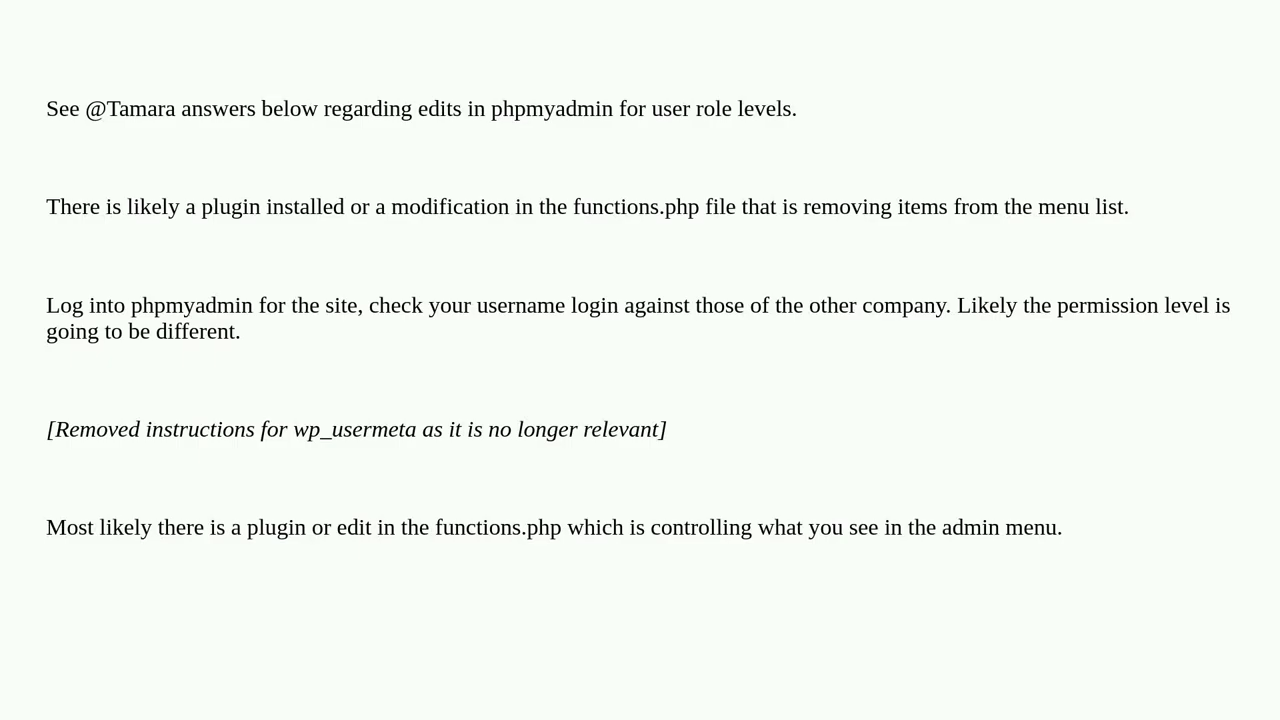 See @Tamara answers below regarding edits in phpmyadmin for user role levels.
There is likely a plugin installed or a modification in the functions.php file that is removing items from the menu list.
Log into phpmyadmin for the site, check your username login against those of the other company. Likely the permission level is
going to be different.
[Removed instructions for wp_usermeta as it is no longer relevant]
Most likely there is a plugin or edit in the functions.php which is controlling what you see in the admin menu.